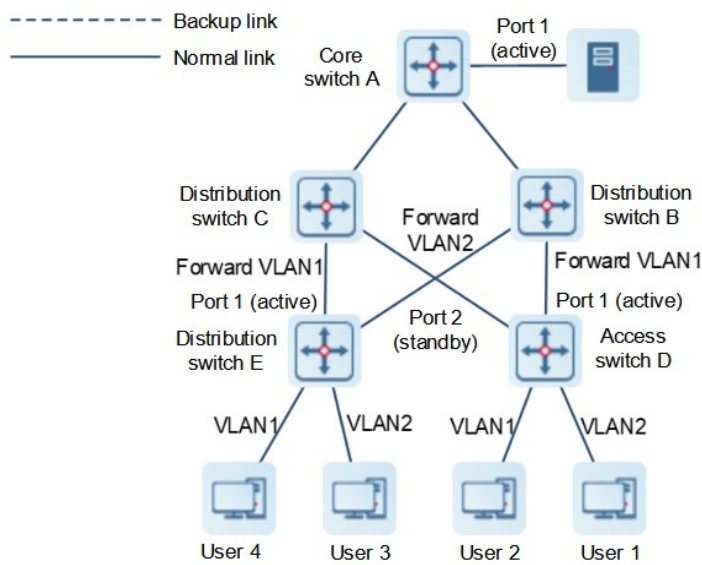 Backup link
Normal link
Core
switch A
Port 1
(active)
Distribution
switch C
Distribution
switch B
Forward
VLAN2
Forward VLAN1
Forward VLAN1
Port 1 (active)
Port 1 (active)
Port 2
(standby)
Distribution
switch E
Access
switch D
VLAN1
VLAN2
VLAN1
VLAN2
User 4
User 3
User 2
User 1